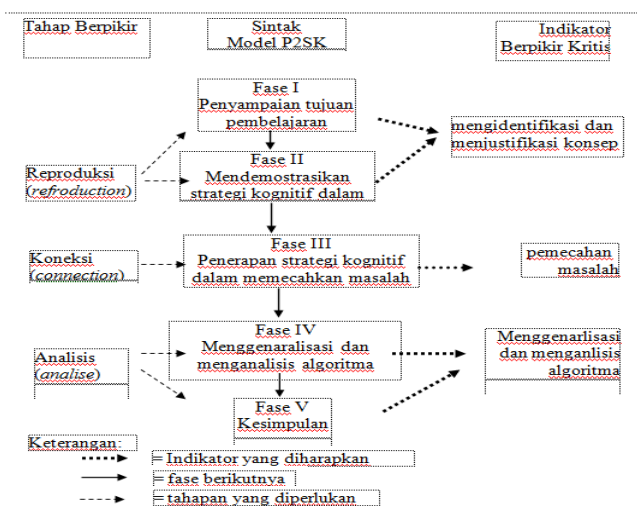 Tahap Berpikir
Sintak
Model P2SK
Indikator
Berpikir Kritis
Fase I
Penyampaian tujuan
pembelajaran
mengidentifikasi dan
menjustifikasi konsep
Reproduksi
(refroduction)
Fase II
Mendemostrasikan
strategi kognitif dalam
Koneksi
(connection)
Fase III
Penerapan strategi kognitif
dalam memecahkan masalah
pemecahan
masalah
Analisis
(analise)
Fase IV
Menggenaralisasi dan
menganalisis algoritma
Menggenarlisasi
dan menganlisis
algoritma
Fase V
Kesimpulan
Keterangan:
= Indikator yang diharapkan
= fase berikutnya
= tahapan yang diperlukan